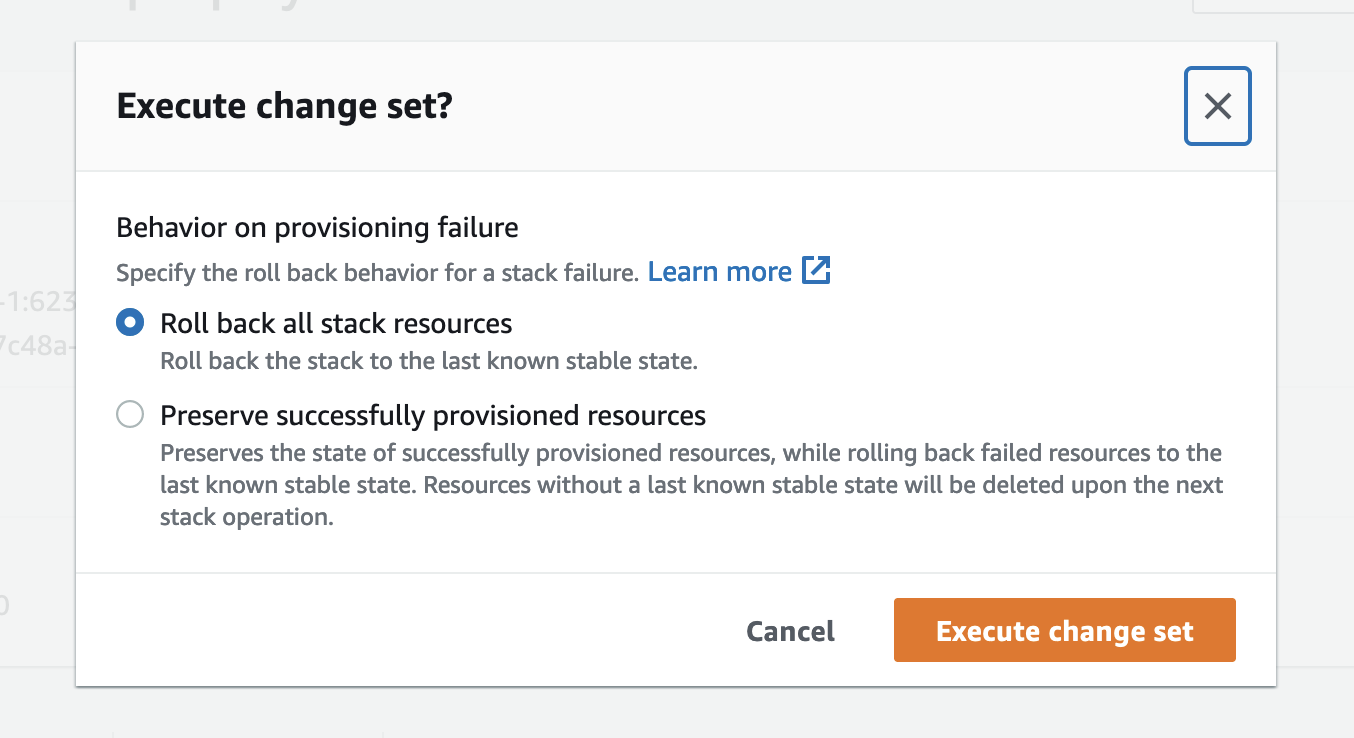 Execute change set?
Behavior on provisioning failure
Specify the roll back behavior for a stack failure. Learn more
Roll back all stack resources
Roll back the stack to the last known stable state.
-1:623
7c48a-
Preserve successfully provisioned resources
Preserves the state of successfully provisioned resources, while rolling back failed resources to the
last known stable state. Resources without a last known stable state will be deleted upon the next
stack operation.
Cancel
Execute change set